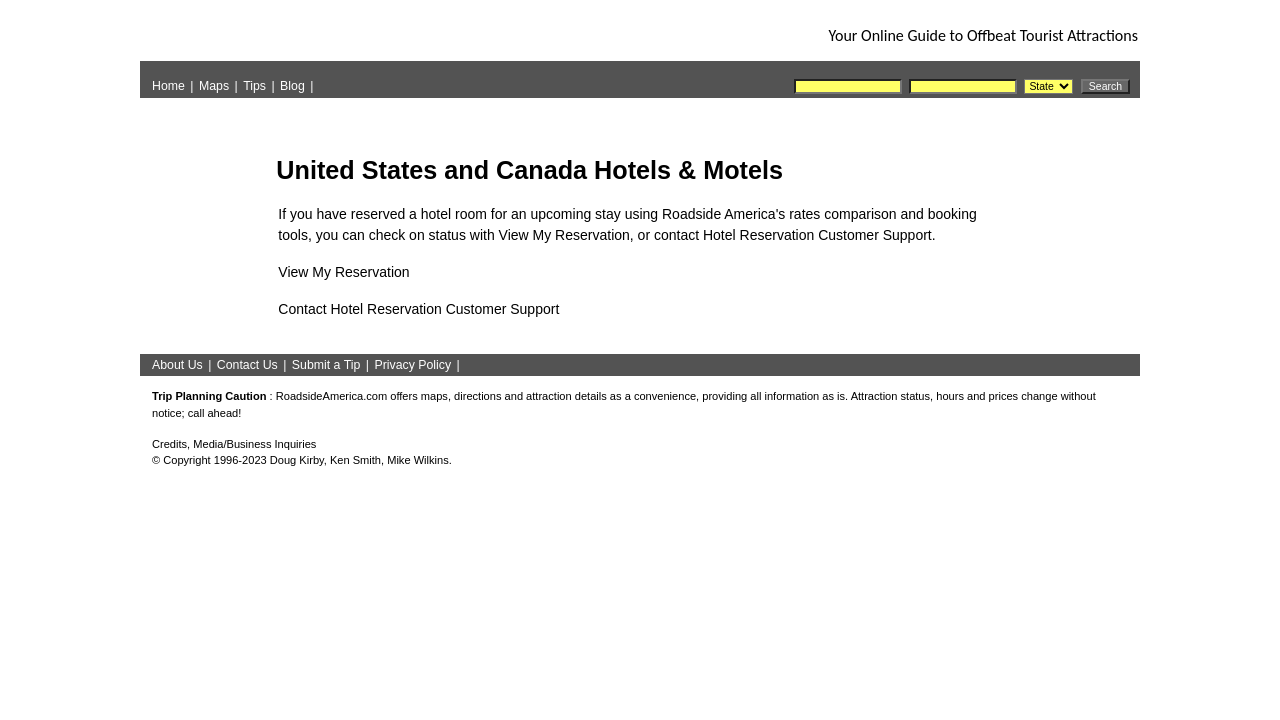 Your Online Guide to Offbeat Tourist Attractions
Home | Maps | Tips | Blog |
State
Search
United States and Canada Hotels & Motels
If you have reserved a hotel room for an upcoming stay using Roadside America's rates comparison and booking
tools, you can check on status with View My Reservation, or contact Hotel Reservation Customer Support.
View My Reservation
Contact Hotel Reservation Customer Support
About Us | Contact Us | Submit a Tip | Privacy Policy |
Trip Planning Caution : RoadsideAmerica.com offers maps, directions and attraction details as a convenience, providing all information as is. Attraction status, hours and prices change without
notice; call ahead!
Credits, Media/Business Inquiries
© Copyright 1996-2023 Doug Kirby, Ken Smith, Mike Wilkins.